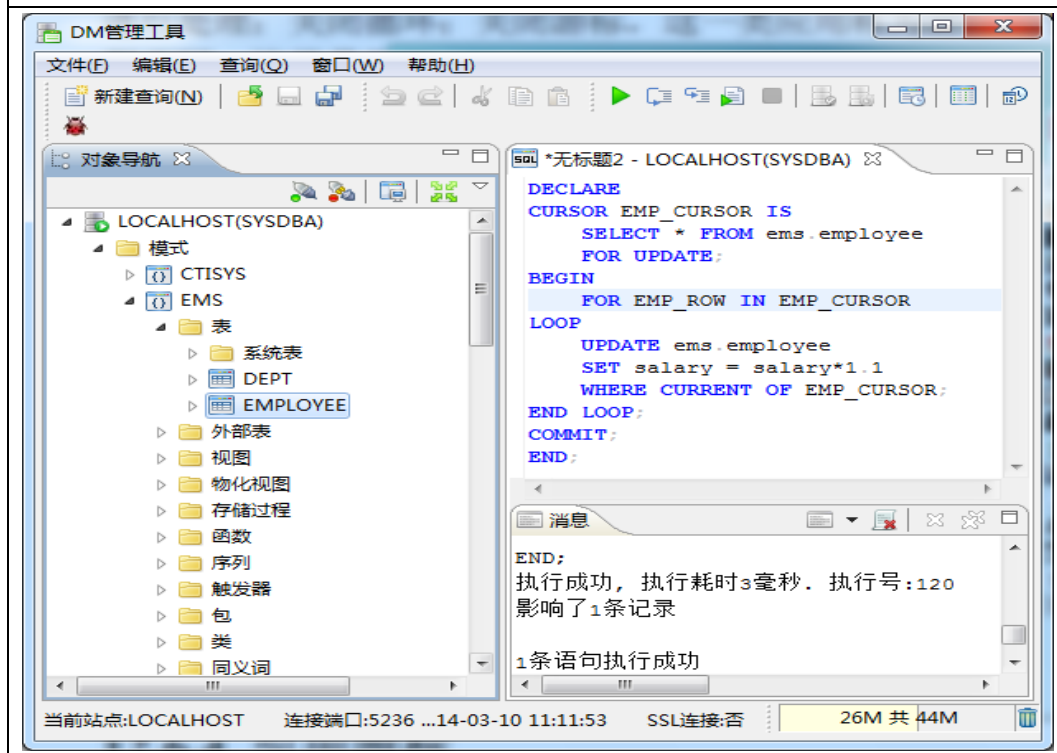 DM管理工具
文件(F) 编辑(E) 查询(Q) 窗口(W) 帮助(H)
新建查询(N)
对象导航
LOCALHOST(SYSDBA)
模式
CTISYS
EMS
表
系统表
DEPT
EMPLOYEE
外部表
视图
物化视图
存储过程
函数
序列
触发器
包
类
同义词
*无标题2 - LOCALHOST(SYSDBA)
DECLARE
CURSOR EMP_CURSOR IS
SELECT * FROM ems.employee
FOR UPDATE;
BEGIN
FOR EMP_ROW IN EMP_CURSOR
LOOP
UPDATE ems.employee
SET salary = salary*1.1
WHERE CURRENT OF EMP_CURSOR;
END LOOP;
COMMIT;
END;
消息
END;
执行成功, 执行耗时3毫秒. 执行号:120
影响了1条记录
1条语句执行成功
当前站点:LOCALHOST 连接端口:5236 ...14-03-10 11:11:53 SSL连接:否 26M 共 44M